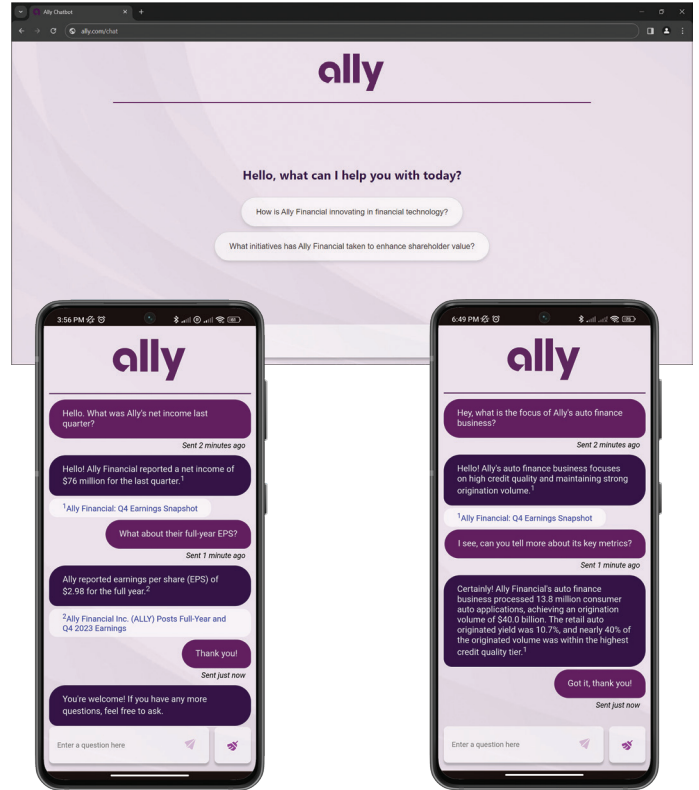 Ally Chatbot
ally.com/chat
ally
Hello, what can I help you with today?
How is Ally Financial innovating in financial technology?
What initiatives has Ally Financial taken to enhance shareholder value?
3:56 PM
ally
Hello. What was Ally's net income last
quarter?
Sent 2 minutes ago
Hello! Ally Financial reported a net income of
$76 million for the last quarter.¹
¹Ally Financial: Q4 Earnings Snapshot
What about their full-year EPS?
Sent 1 minute ago
Ally reported earnings per share (EPS) of
$2.98 for the full year.²
²Ally Financial Inc. (ALLY) Posts Full-Year and
Q4 2023 Earnings
Thank you!
Sent just now
You're welcome! If you have any more
questions, feel free to ask.
Enter a question here
6:49 PM
ally
Hey, what is the focus of Ally's auto finance
business?
Sent 2 minutes ago
Hello! Ally's auto finance business focuses
on high credit quality and maintaining strong
origination volume.¹
¹Ally Financial: Q4 Earnings Snapshot
I see, can you tell more about its key metrics?
Sent 1 minute ago
Certainly! Ally Financial's auto finance
business processed 13.8 million consumer
auto applications, achieving an origination
volume of $40.0 billion. The retail auto
originated yield was 10.7%, and nearly 40% of
the originated volume was within the highest
credit quality tier.¹
Got it, thank you!
Sent just now
Enter a question here